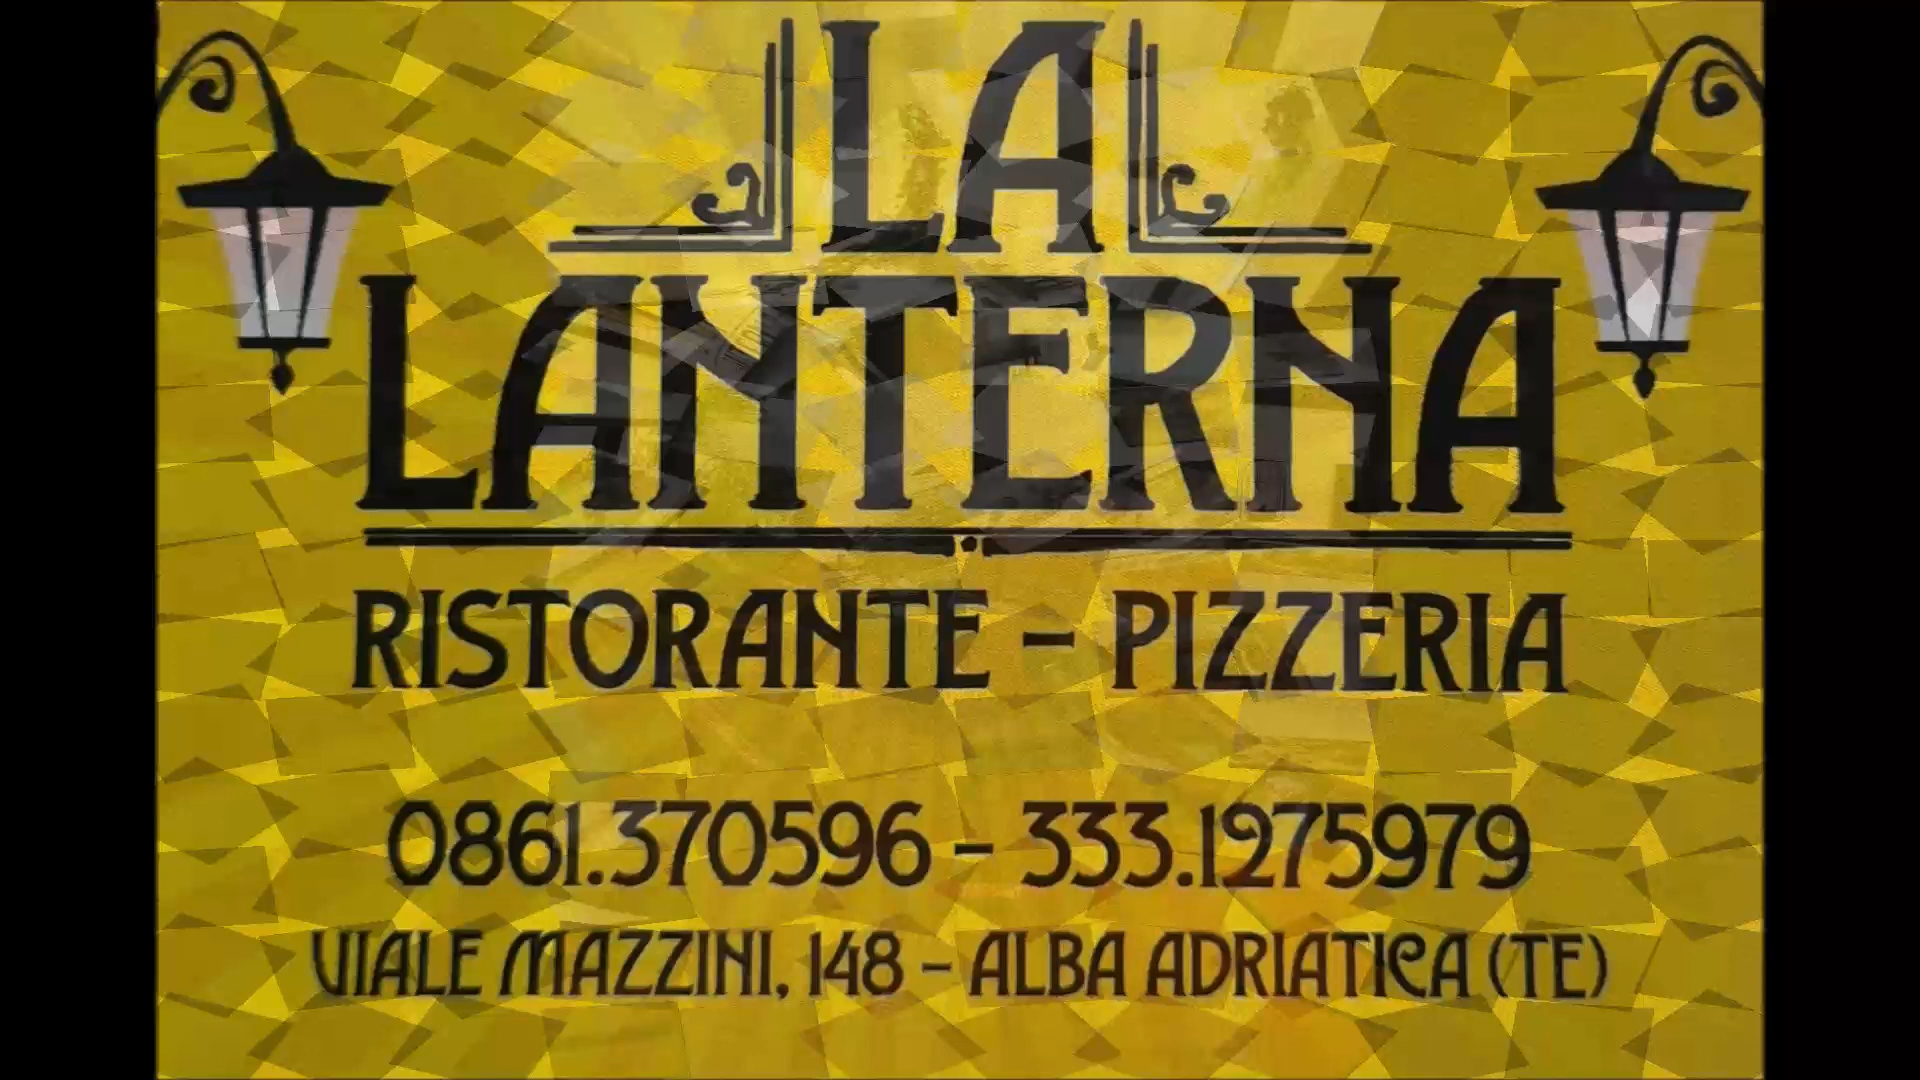 LA
LANTERNA
RISTORANTE - PIZZERIA
0861.370596 - 333.1275979
VIALE MAZZINI, 148 - ALBA ADRIATICA (TE)